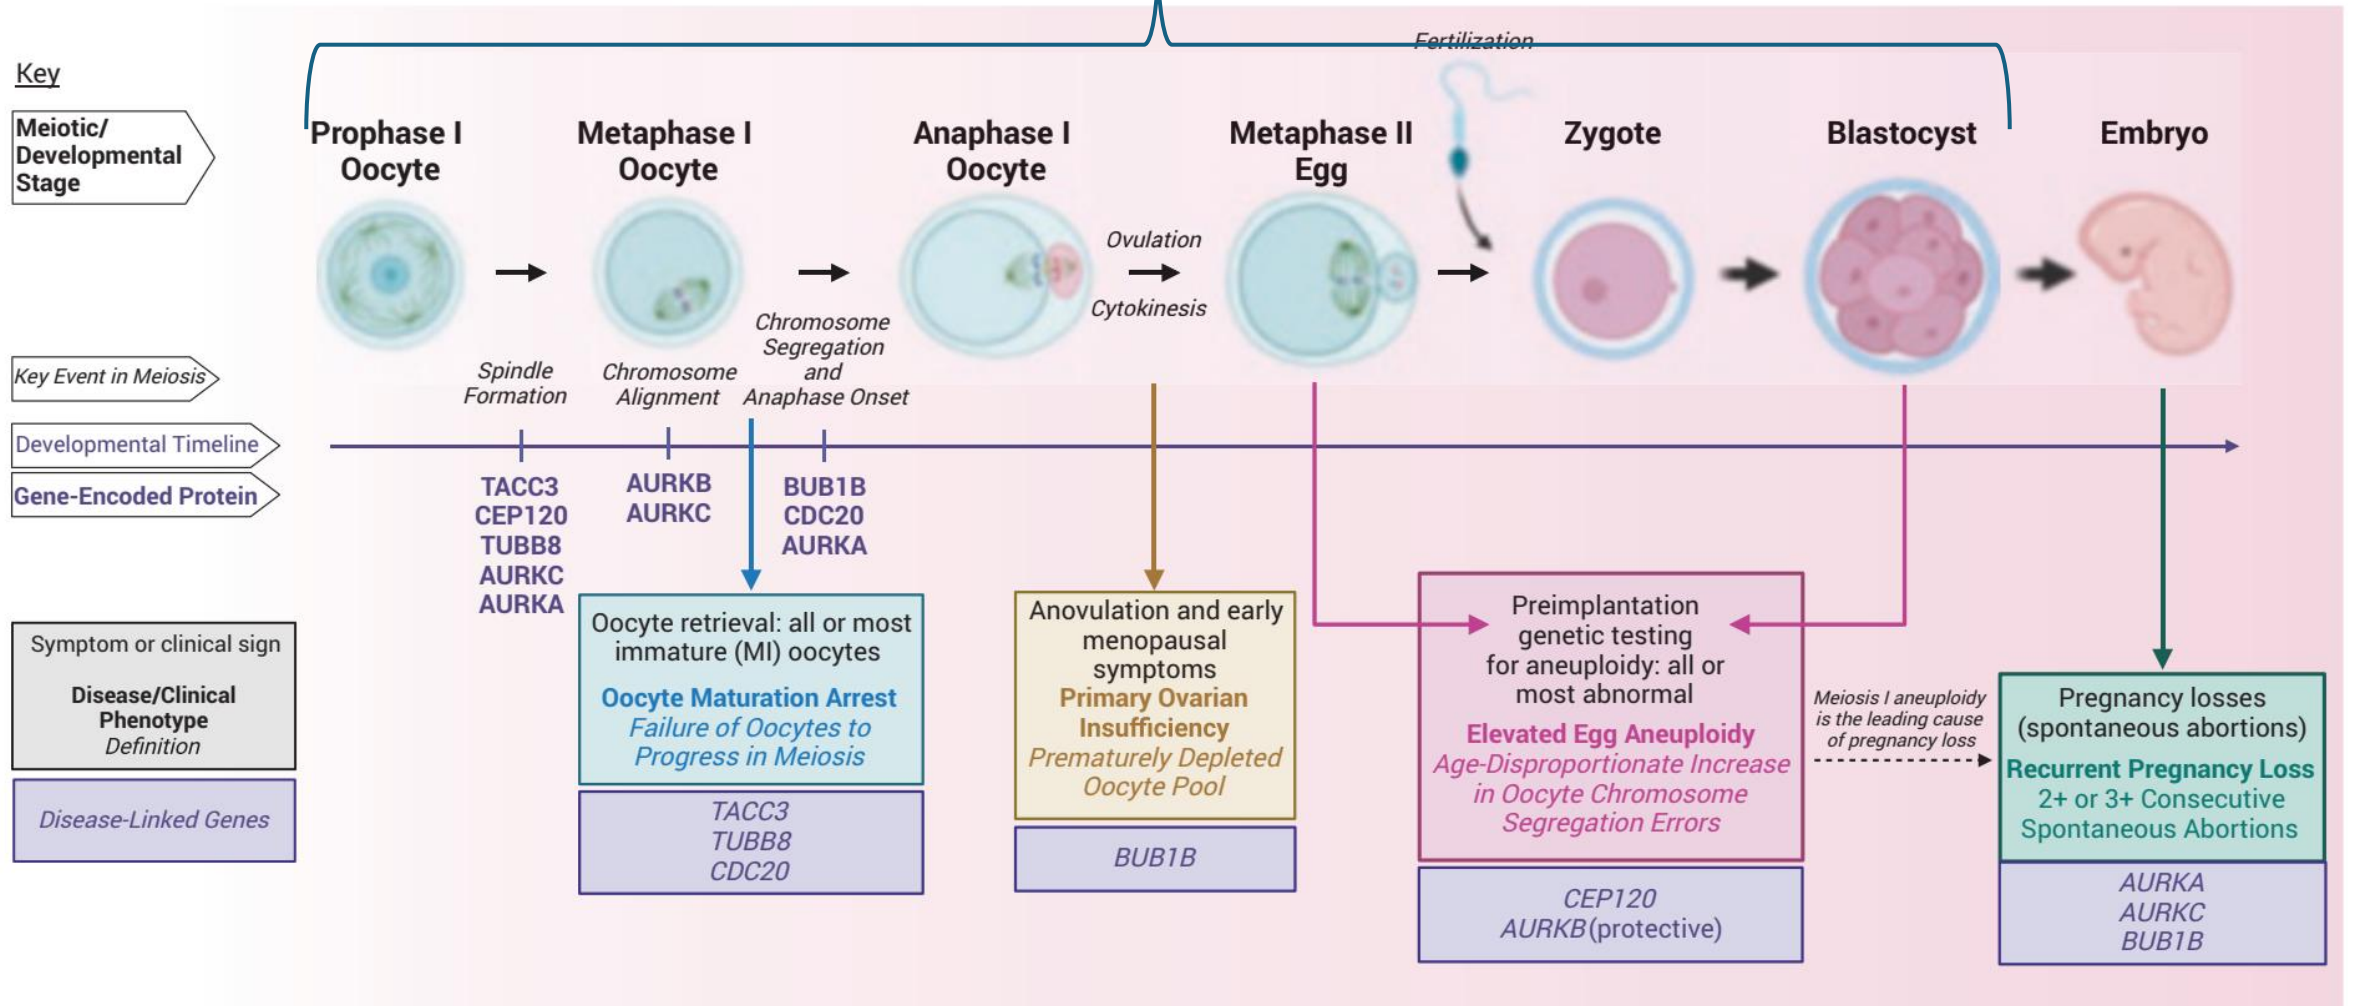 Fertilization
Key
Meiotic/
Developmental
Stage
Prophase I
Oocyte
Metaphase I
Oocyte
Anaphase I
Oocyte
Metaphase II
Egg
Zygote
Blastocyst
Embryo
Ovulation
Cytokinesis
Key Event in Meiosis
Spindle
Formation
Chromosome
Alignment
Chromosome
Segregation
and
Anaphase Onset
Developmental Timeline
Gene-Encoded Protein
TACC3
CEP120
TUBB8
AURKC
AURKA
AURKB
AURKC
BUB1B
CDC20
AURKA
Symptom or clinical sign
Disease/Clinical
Phenotype
Definition
Disease-Linked Genes
Oocyte retrieval: all or most
immature (MI) oocytes
Oocyte Maturation Arrest
Failure of Oocytes to
Progress in Meiosis
TACC3
TUBB8
CDC20
Anovulation and early
menopausal
symptoms
Primary Ovarian
Insufficiency
Prematurely Depleted
Oocyte Pool
BUB1B
Preimplantation
genetic testing
for aneuploidy: all or
most abnormal
Elevated Egg Aneuploidy
Age-Disproportionate Increase
in Oocyte Chromosome
Segregation Errors
CEP120
AURKB(protective)
Meiosis I aneuploidy
is the leading cause
of pregnancy loss
Pregnancy losses
(spontaneous abortions)
Recurrent Pregnancy Loss
2+ or 3+ Consecutive
Spontaneous Abortions
AURKA
AURKC
BUB1B